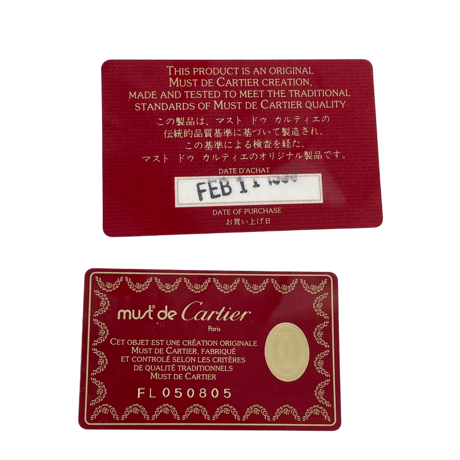 THIS PRODUCT IS AN ORIGINAL
MUST DE CARTIER CREATION,
MADE AND TESTED TO MEET THE TRADITIONAL
STANDARDS OF MUST DE CARTIER QUALITY
この製品は、マスト ドゥ カルティエの
伝統的品質基準に基づいて製造され、
この基準による検査を経た、
マスト ドゥ カルティエのオリジナル製品です。
DATE D'ACHAT
FEB 11
DATE OF PURCHASE
お買い上げ日
must de Cartier
Paris
CET OBJET EST UNE CRÉATION ORIGINALE
MUST DE CARTIER, FABRIQUÉ
ET CONTRÔLÉ SELON LES CRITÈRES
DE QUALITÉ TRADITIONNELS
MUST DE CARTIER
FL050805